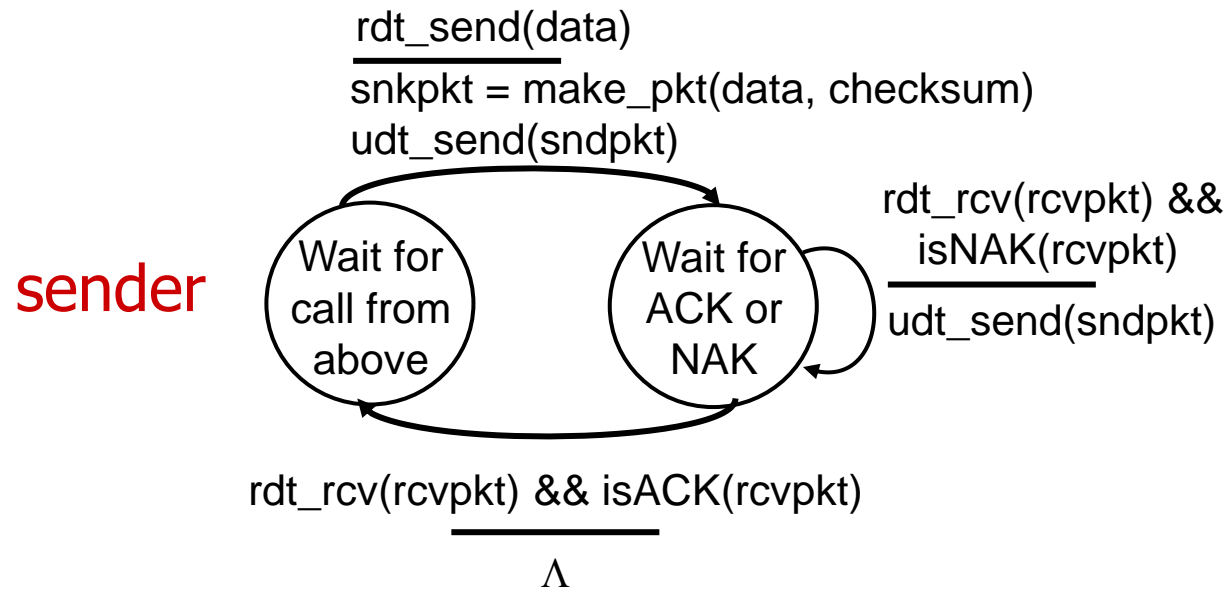 rdt_send(data)
snkpkt = make_pkt(data, checksum)
udt_send(sndpkt)
sender
Wait for
call from
above
Wait for
ACK or
NAK
rdt_rcv(rcvpkt) &&
isNAK(rcvpkt)
udt_send(sndpkt)
rdt_rcv(rcvpkt) && isACK(rcvpkt)
Λ